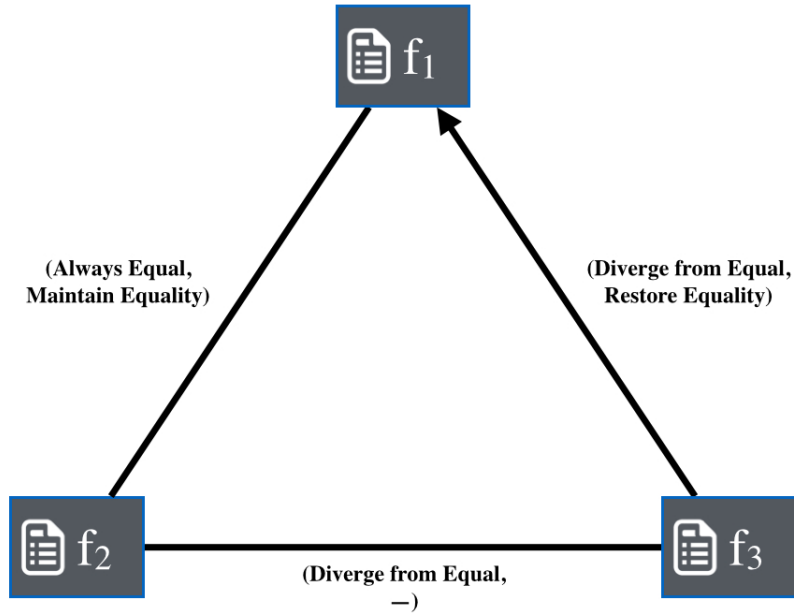 f₁
(Always Equal,
Maintain Equality)
(Diverge from Equal,
Restore Equality)
f₂
f₃
(Diverge from Equal,
—)